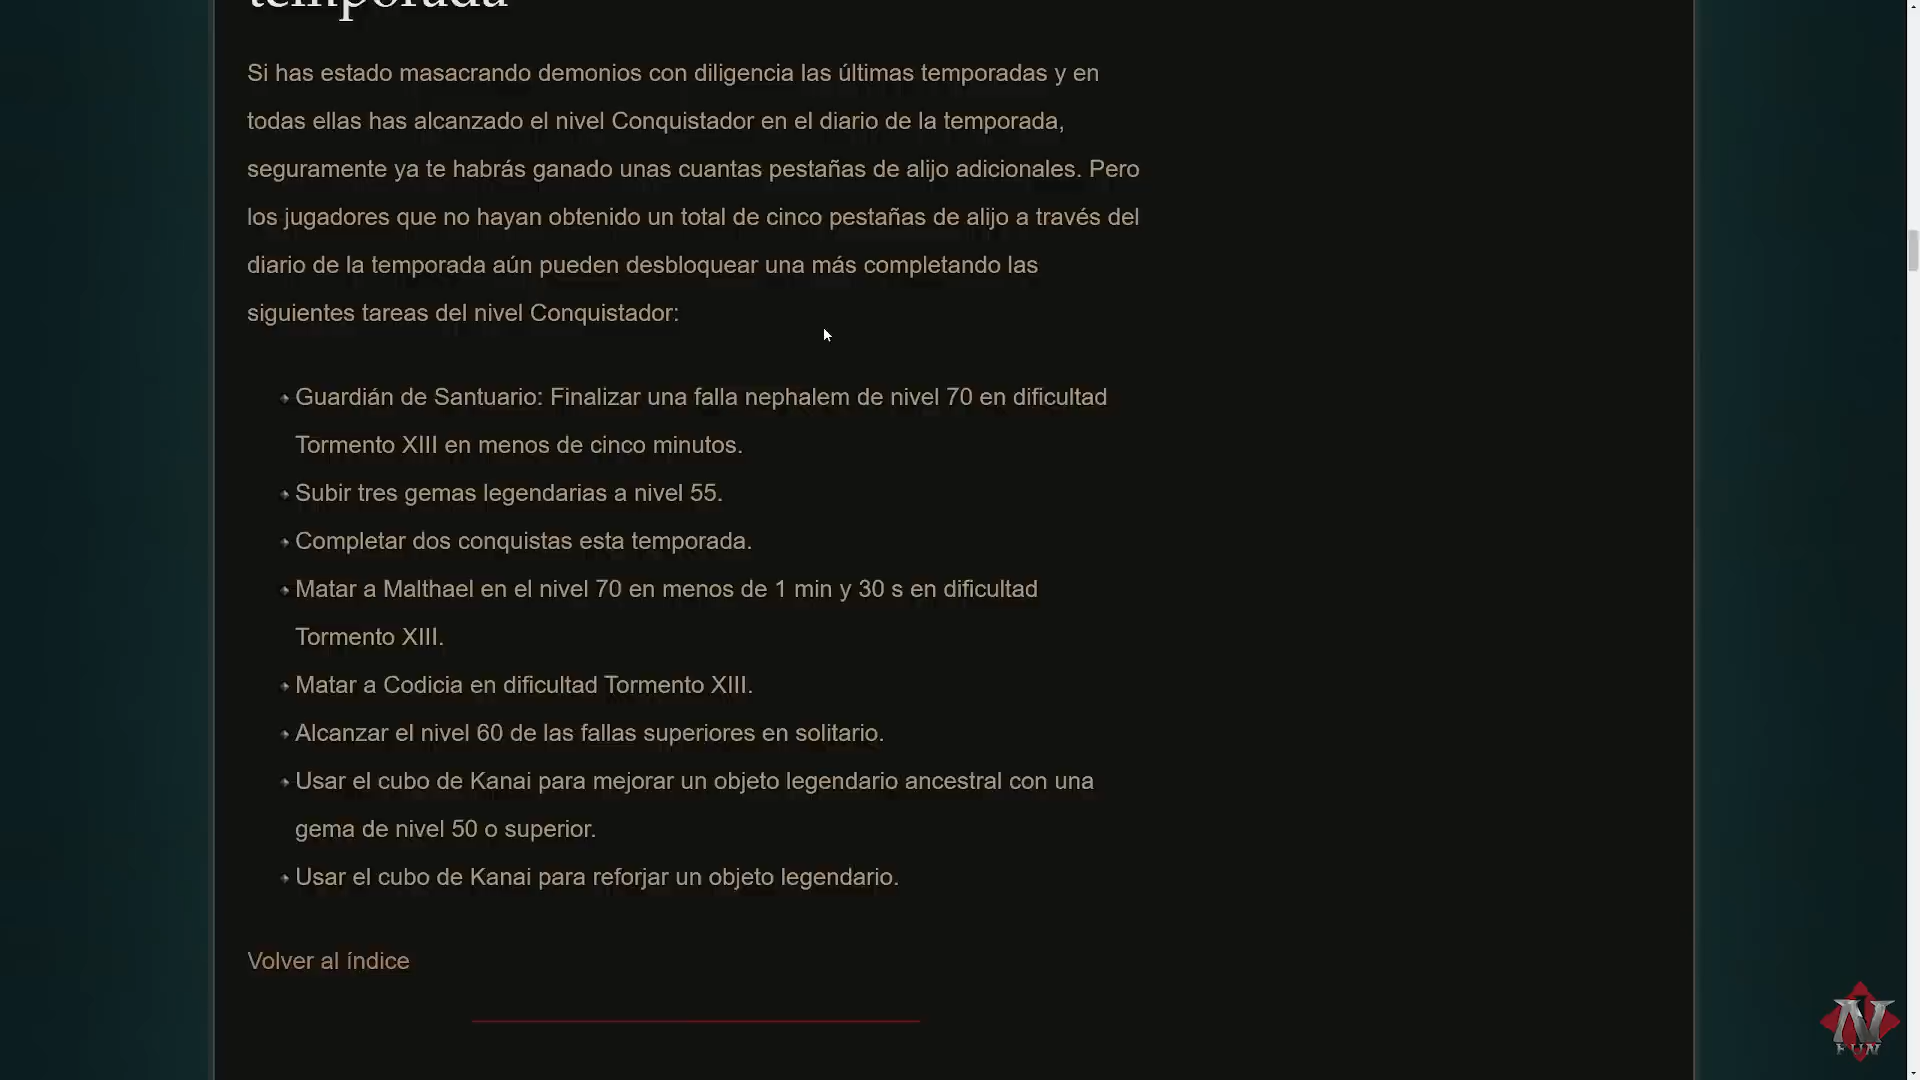 temporada
Si has estado masacrando demonios con diligencia las últimas temporadas y en
todas ellas has alcanzado el nivel Conquistador en el diario de la temporada,
seguramente ya te habrás ganado unas cuantas pestañas de alijo adicionales. Pero
los jugadores que no hayan obtenido un total de cinco pestañas de alijo a través del
diario de la temporada aún pueden desbloquear una más completando las
siguientes tareas del nivel Conquistador:
Guardián de Santuario: Finalizar una falla nephalem de nivel 70 en dificultad
Tormento XIII en menos de cinco minutos.
Subir tres gemas legendarias a nivel 55.
Completar dos conquistas esta temporada.
Matar a Malthael en el nivel 70 en menos de 1 min y 30 s en dificultad
Tormento XIII.
Matar a Codicia en dificultad Tormento XIII.
Alcanzar el nivel 60 de las fallas superiores en solitario.
Usar el cubo de Kanai para mejorar un objeto legendario ancestral con una
gema de nivel 50 o superior.
Usar el cubo de Kanai para reforjar un objeto legendario.
Volver al índice
N
FUN